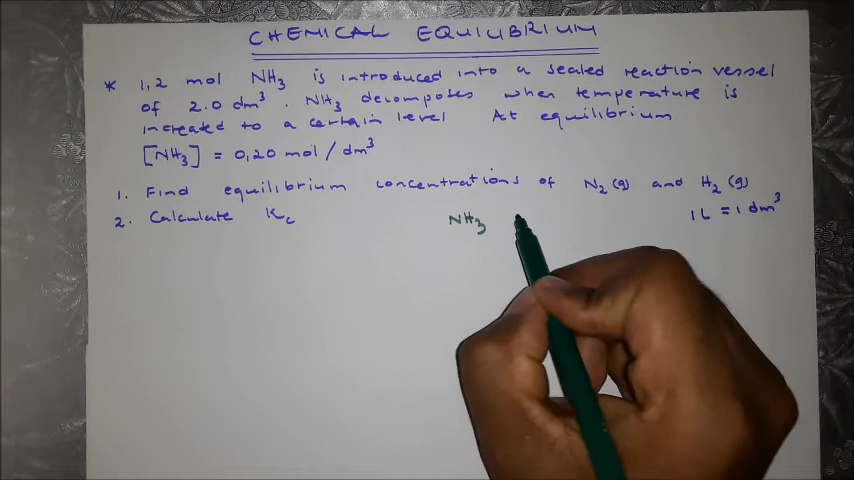 CHEMICAL EQUILIBRIUM
* 1,2 mol NH3 is introduced into a sealed reaction vessel
of 2.0 dm3. NH3 decomposes when temperature is
increated to a certain level At equilibrium
[NH3] = 0,20 mol/dm3
1. Find equilibrium concentrations of N2(g) and H2(g)
2. Calculate Kc
NH3
1L = 1 dm3